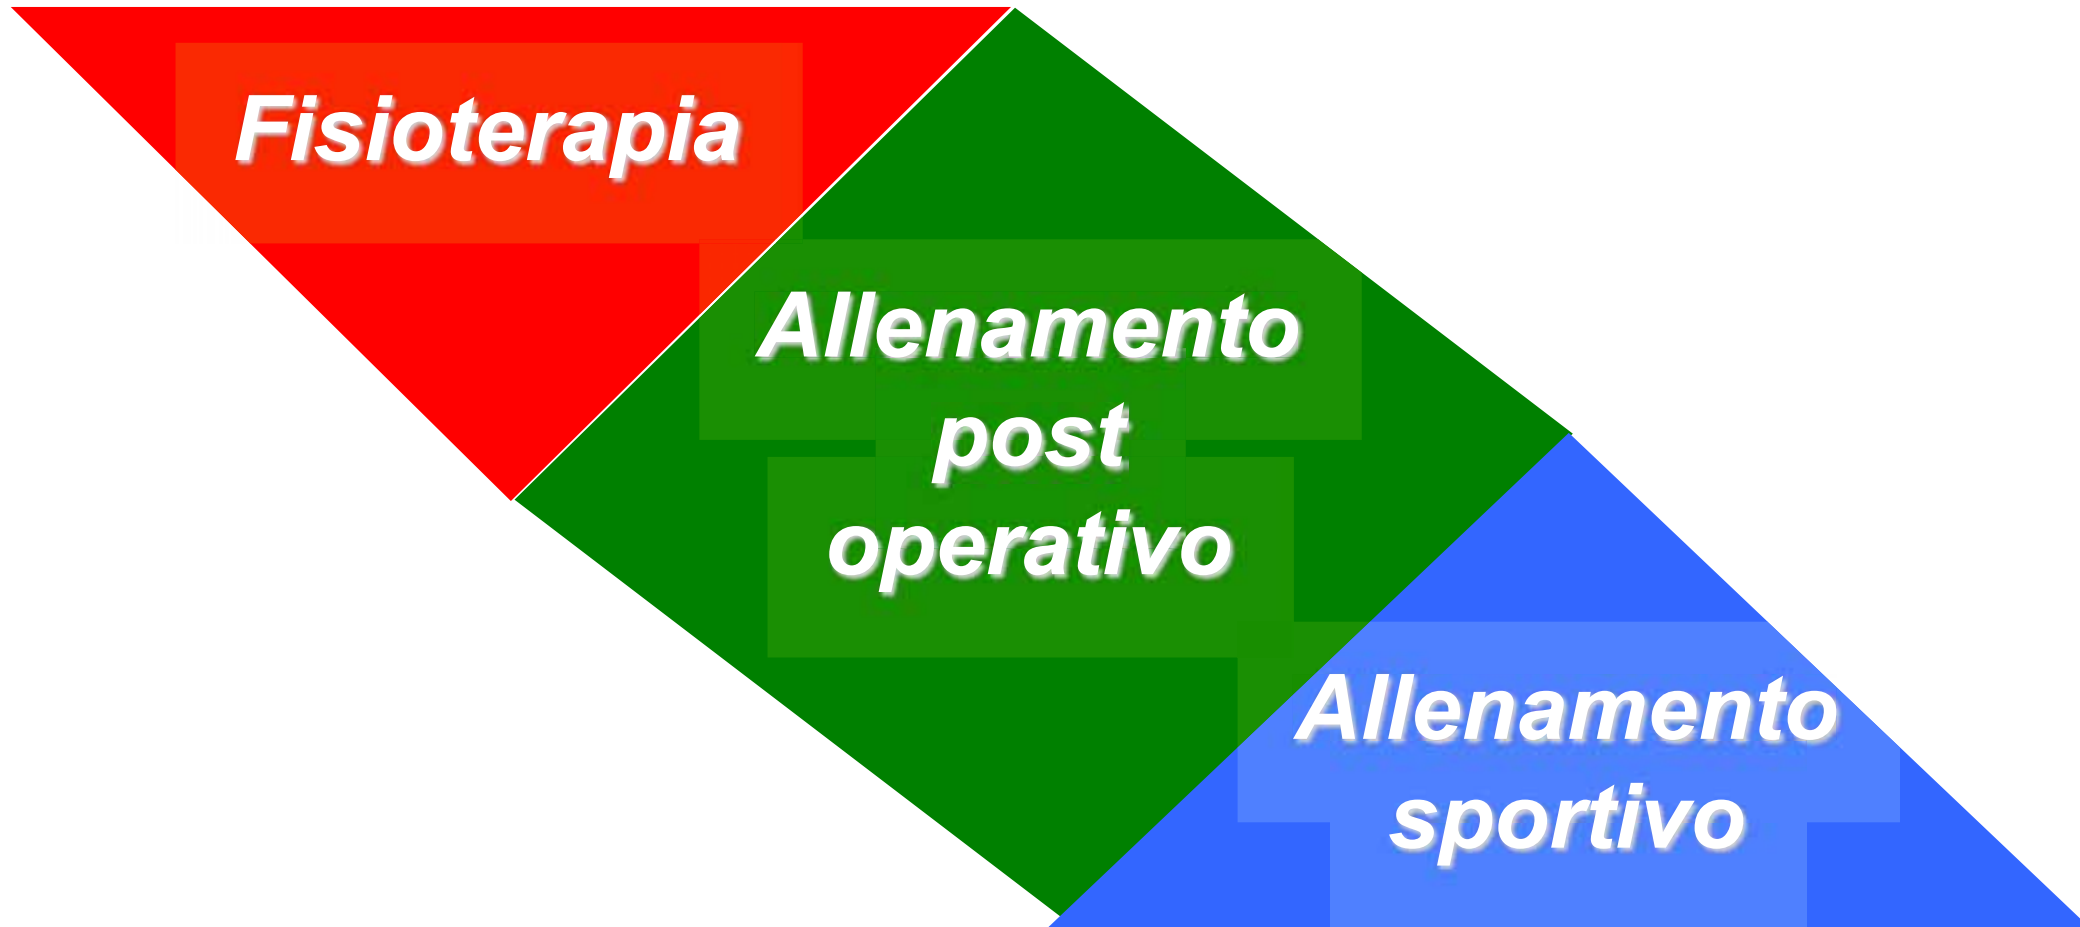 Fisioterapia
Allenamento
post
operativo
Allenamento
sportivo